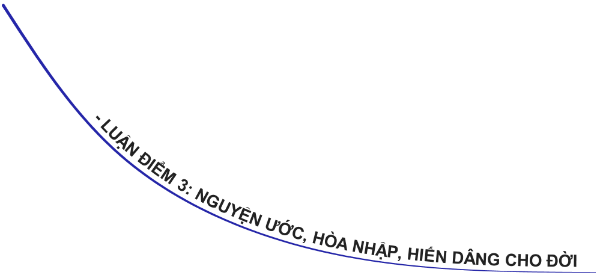 - LUẬN ĐIỂM 3: NGUYỆN ƯỚC, HÒA NHẬP, HIẾN DÂNG CHO ĐỜI